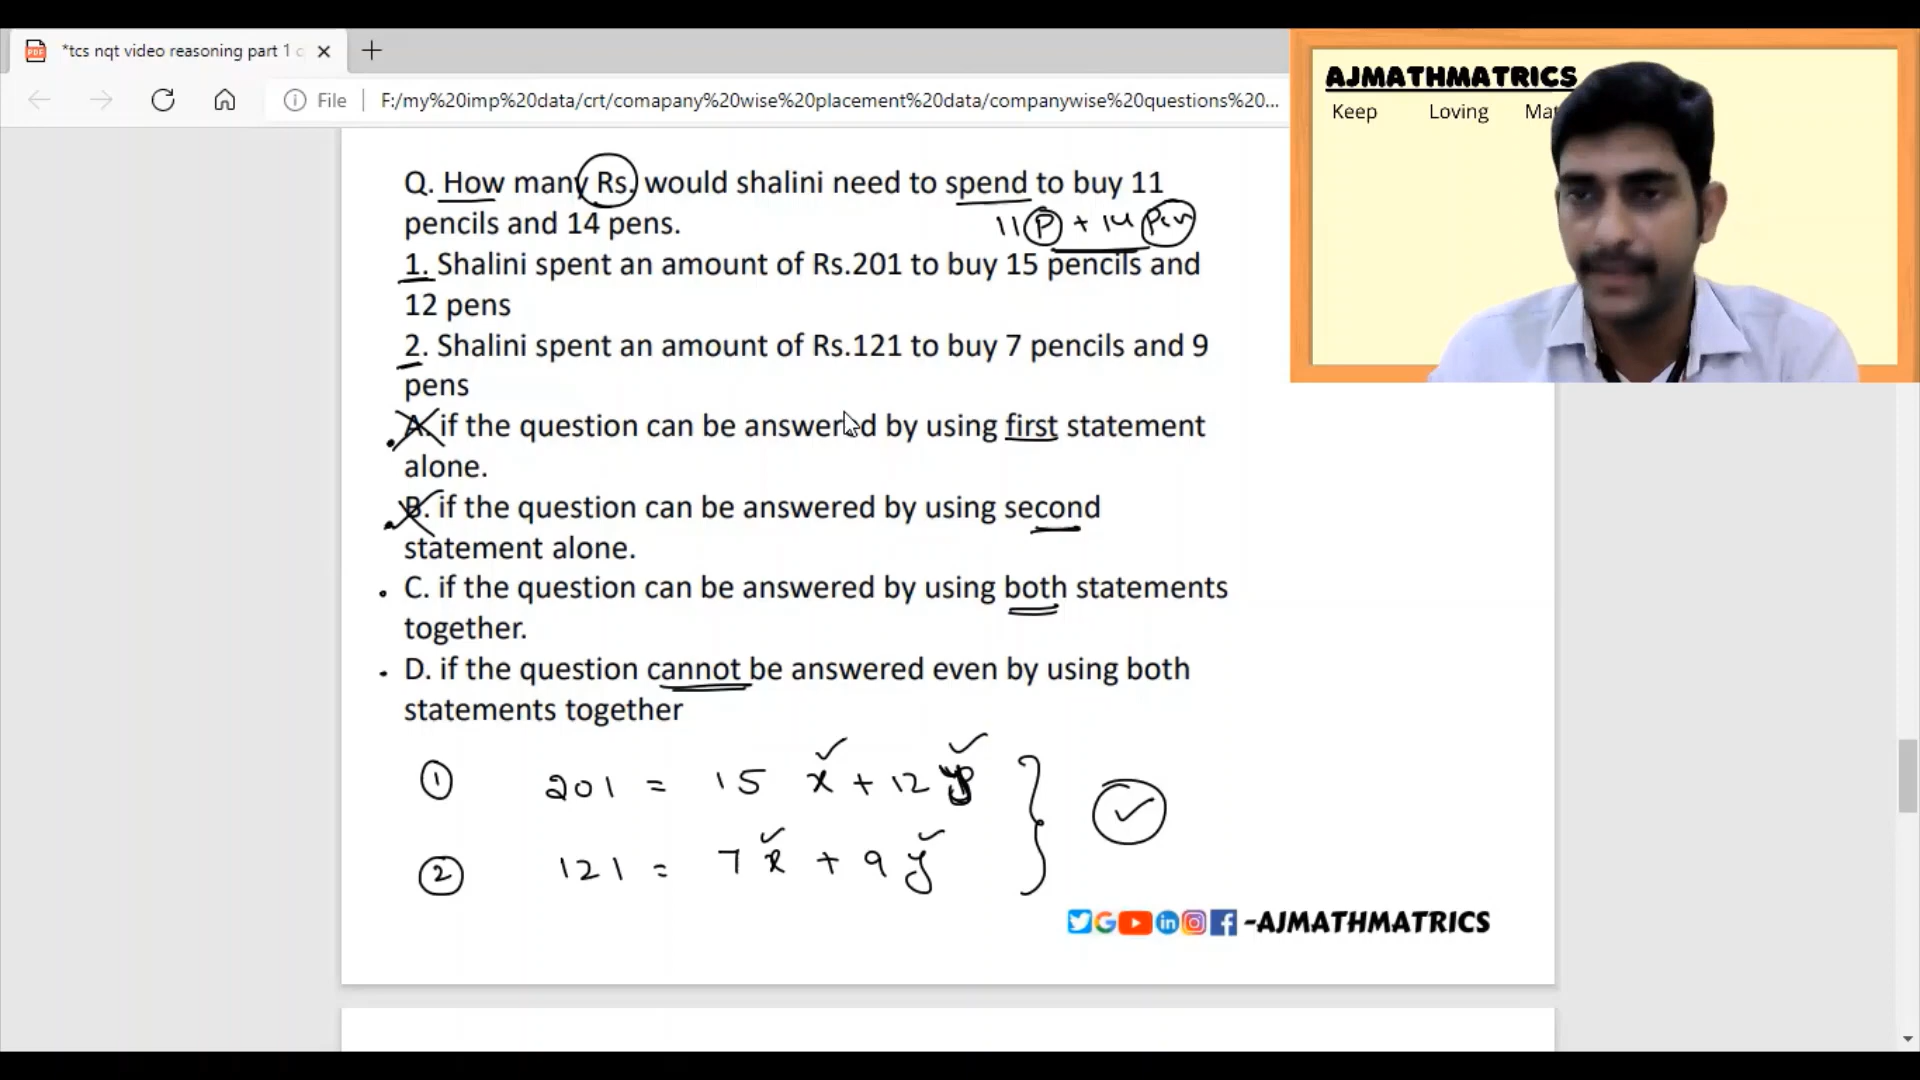 *tcs nqt video reasoning part 1
File
F:/my%20imp%20data/crt/comapany%20wise%20placement%20data/companywise%20questions%20...
AJMATHMATRICS
Keep Loving
Q. How many Rs. would shalini need to spend to buy 11
pencils and 14 pens.
11 P + 14 Pen
1. Shalini spent an amount of Rs.201 to buy 15 pencils and
12 pens
2. Shalini spent an amount of Rs.121 to buy 7 pencils and 9
pens
A. if the question can be answered by using first statement
alone.
B. if the question can be answered by using second
statement alone.
C. if the question can be answered by using both statements
together.
D. if the question cannot be answered even by using both
statements together
1 201 = 15 x + 12 y
2 121 = 7 x + 9 y
-AJMATHMATRICS